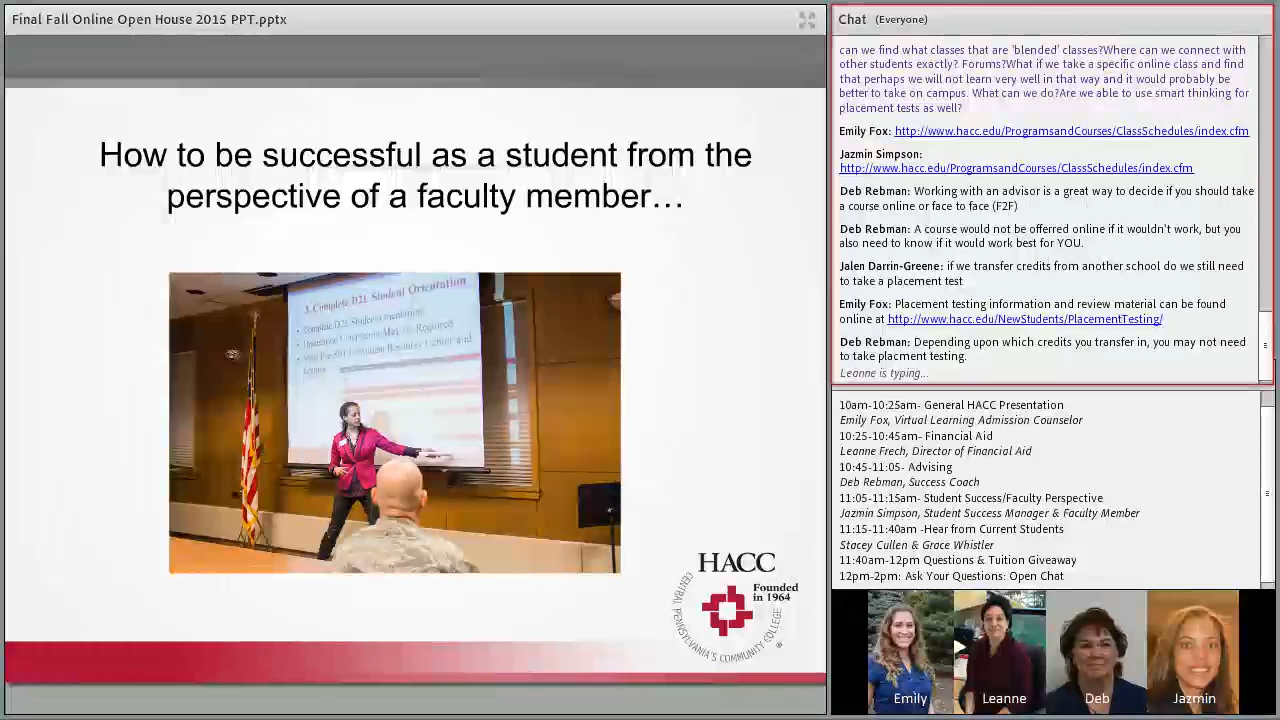 Final Fall Online Open House 2015 PPT.pptx
How to be successful as a student from the
perspective of a faculty member…
3. Complete D2L Student Orientation
HACC
Founded
in 1964
CENTRAL PENNSYLVANIA'S COMMUNITY COLLEGE
Chat (Everyone)
can we find what classes that are 'blended' classes?Where can we connect with
other students exactly? Forums?What if we take a specific online class and find
that perhaps we will not learn very well in that way and it would probably be
better to take on campus. What can we do?Are we able to use smart thinking for
placement tests as well?
Emily Fox: http://www.hacc.edu/ProgramsandCourses/ClassSchedules/index.cfm
Jazmin Simpson:
http://www.hacc.edu/ProgramsandCourses/ClassSchedules/index.cfm
Deb Rebman: Working with an advisor is a great way to decide if you should take
a course online or face to face (F2F)
Deb Rebman: A course would not be offerred online if it wouldn't work, but you
also need to know if it would work best for YOU.
Jalen Darrin-Greene: if we transfer credits from another school do we still need
to take a placement test
Emily Fox: Placement testing information and review material can be found
online at http://www.hacc.edu/NewStudents/PlacementTesting/
Deb Rebman: Depending upon which credits you transfer in, you may not need
to take placment testing.
Leanne is typing...
10am-10:25am- General HACC Presentation
Emily Fox, Virtual Learning Admission Counselor
10:25-10:45am- Financial Aid
Leanne Frech, Director of Financial Aid
10:45-11:05- Advising
Deb Rebman, Success Coach
11:05-11:15am- Student Success/Faculty Perspective
Jazmin Simpson, Student Success Manager & Faculty Member
11:15-11:40am -Hear from Current Students
Stacey Cullen & Grace Whistler
11:40am-12pm Questions & Tuition Giveaway
12pm-2pm: Ask Your Questions: Open Chat
Emily
Leanne
Deb
Jazmin